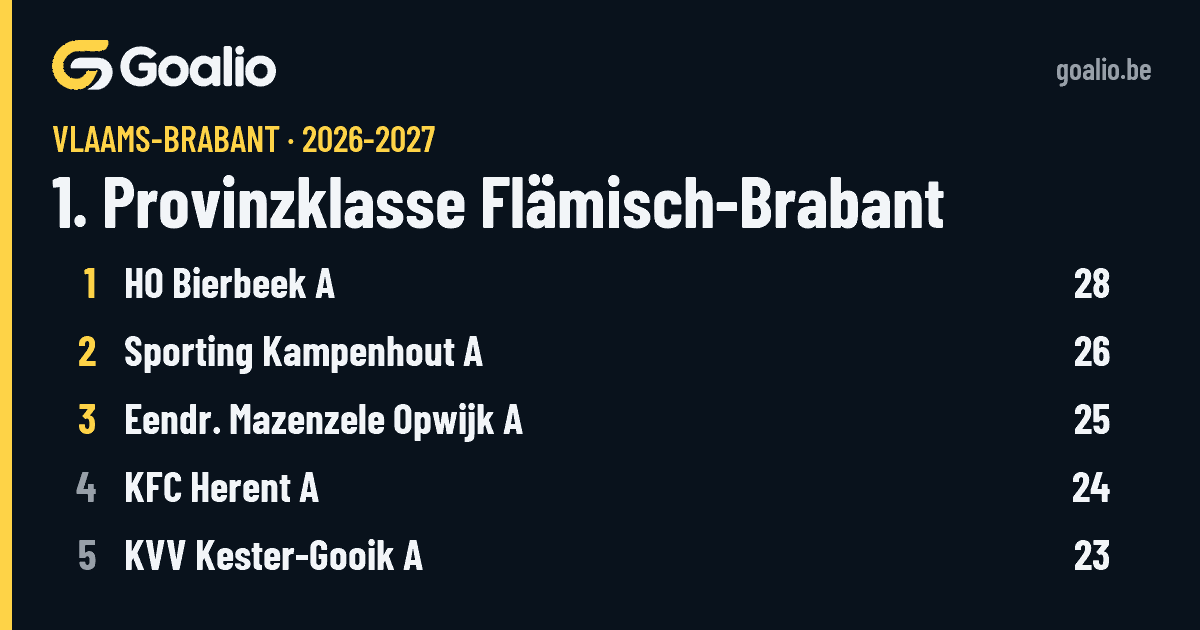 Goalio
goalio.be
VLAAMS-BRABANT · 2026-2027
1. Provinzklasse Flämisch-Brabant
1 HO Bierbeek A 28
2 Sporting Kampenhout A 26
3 Eendr. Mazenzele Opwijk A 25
4 KFC Herent A 24
5 KVV Kester-Gooik A 23